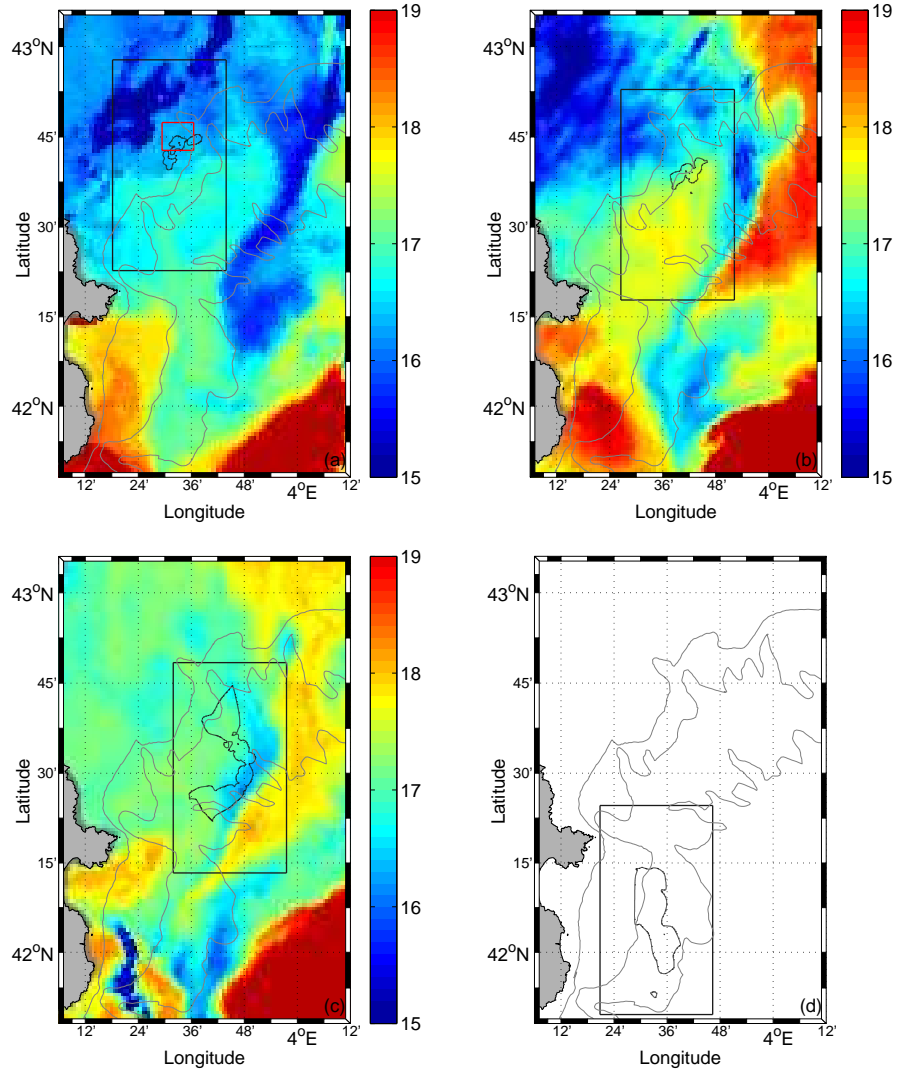 19
43°N
18
45'
Latitude
17
30'
15'
16
42°N
(a)
15
12' 24' 36' 48' 4°E 12'
Longitude
19
43°N
18
45'
Latitude
17
30'
15'
16
42°N
(b)
15
12' 24' 36' 48' 4°E 12'
Longitude
19
43°N
18
45'
Latitude
17
30'
15'
16
42°N
(c)
15
12' 24' 36' 48' 4°E 12'
Longitude
43°N
45'
Latitude
30'
15'
42°N
(d)
12' 24' 36' 48' 4°E 12'
Longitude